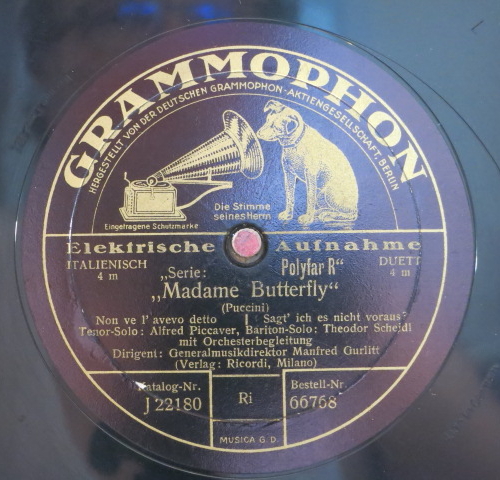 GRAMMOPHON
HERGESTELLT VON DER DEUTSCHEN GRAMMOPHON-AKTIENGESELLSCHAFT, BERLIN
Die Stimme
seines Herrn
Eingetragene Schutzmarke
Elektrische Aufnahme
ITALIENISCH „Serie: Polyfar R“ DUETT
4 m 4 m
„Madame Butterfly“
(Puccini)
Non ve l' avevo detto | Sagt' ich es nicht voraus
Tenor-Solo: Alfred Piccaver, Bariton-Solo: Theodor Scheidl
mit Orchesterbegleitung
Dirigent: Generalmusikdirektor Manfred Gurlitt
(Verlag: Ricordi, Milano)
Katalog-Nr. Bestell-Nr.
J 22180 Ri 66768
MUSICA G. D.